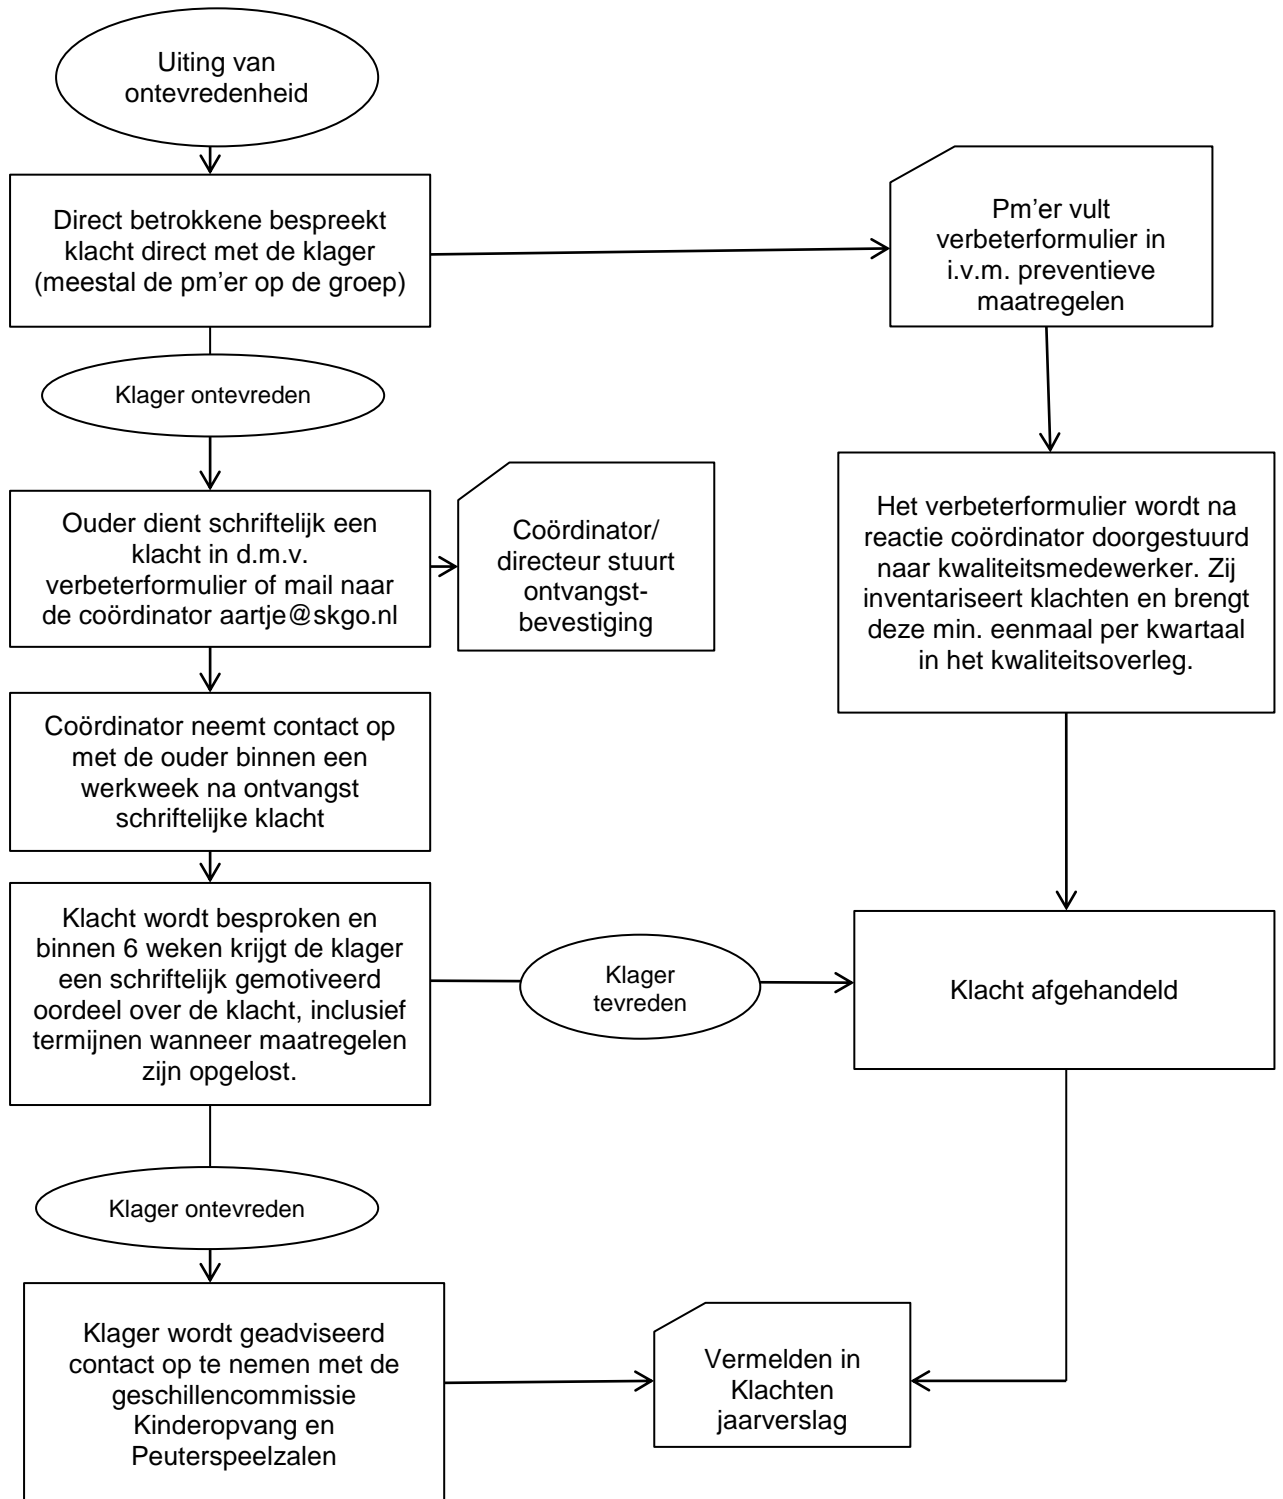 Uiting van
ontevredenheid
Direct betrokkene bespreekt
klacht direct met de klager
(meestal de pm'er op de groep)
Pm'er vult
verbeterformulier in
i.v.m. preventieve
maatregelen
Klager ontevreden
Ouder dient schriftelijk een
klacht in d.m.v.
verbeterformulier of mail naar
de coördinator aartje@skgo.nl
Coördinator/
directeur stuurt
ontvangst-
bevestiging
Het verbeterformulier wordt na
reactie coördinator doorgestuurd
naar kwaliteitsmedewerker. Zij
inventariseert klachten en brengt
deze min. eenmaal per kwartaal
in het kwaliteitsoverleg.
Coördinator neemt contact op
met de ouder binnen een
werkweek na ontvangst
schriftelijke klacht
Klacht wordt besproken en
binnen 6 weken krijgt de klager
een schriftelijk gemotiveerd
oordeel over de klacht, inclusief
termijnen wanneer maatregelen
zijn opgelost.
Klager
tevreden
Klacht afgehandeld
Klager ontevreden
Klager wordt geadviseerd
contact op te nemen met de
geschillencommissie
Kinderopvang en
Peuterspeelzalen
Vermelden in
Klachten
jaarverslag